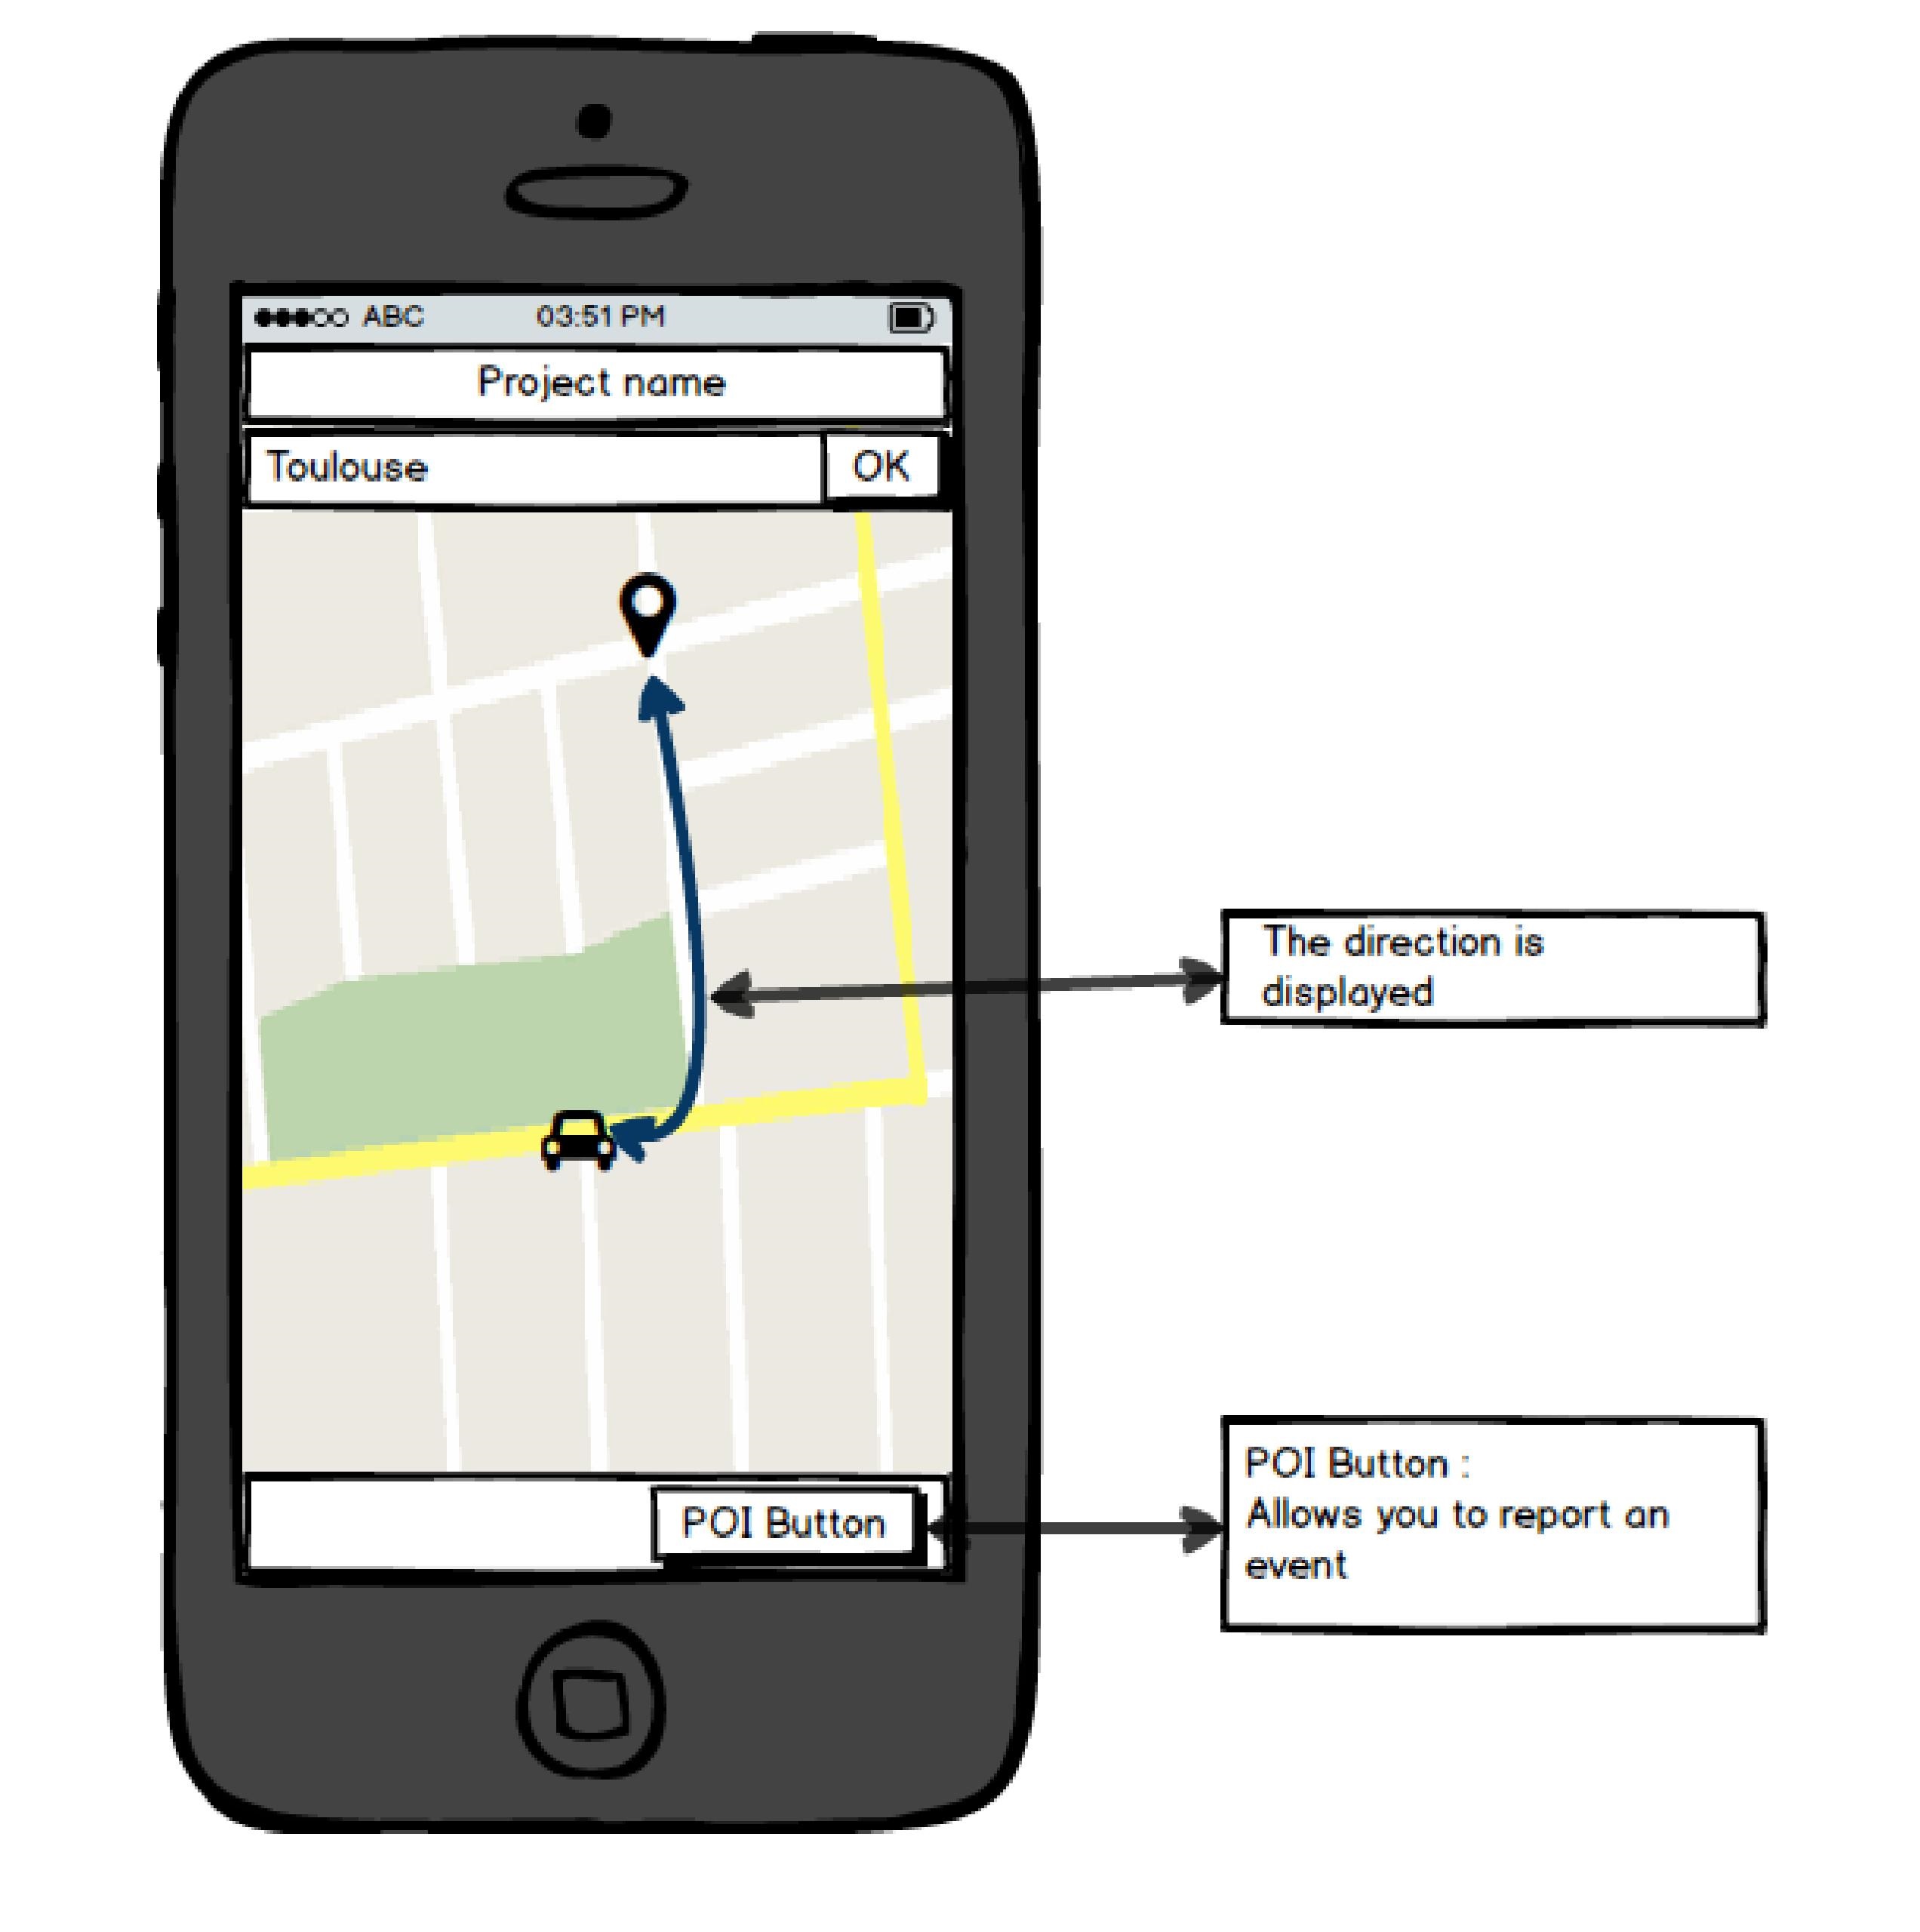 ABC 03:51 PM
Project name
Toulouse OK
The direction is
displayed
POI Button
POI Button :
Allows you to report an
event